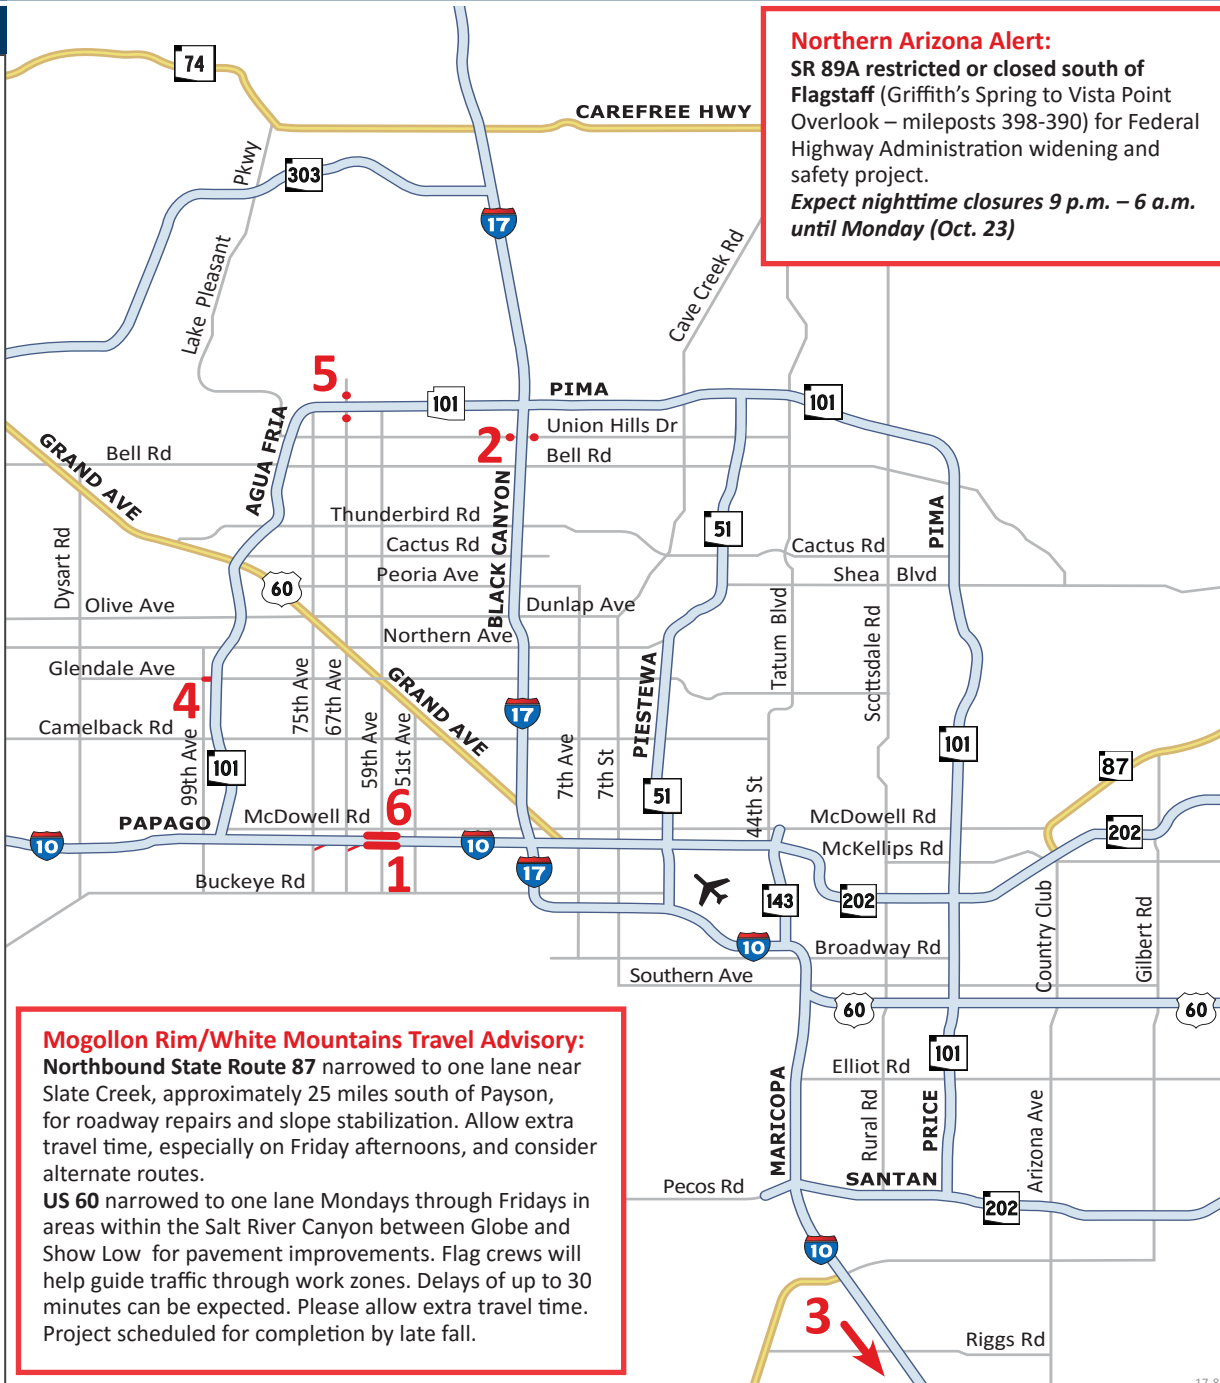 Northern Arizona Alert:
SR 89A restricted or closed south of
Flagstaff (Griffith's Spring to Vista Point
Overlook – mileposts 398-390) for Federal
Highway Administration widening and
safety project.
Expect nighttime closures 9 p.m. – 6 a.m.
until Monday (Oct. 23)
74
CAREFREE HWY
Lake Pleasant Pkwy
303
17
Cave Creek Rd
5
101
PIMA
101
AGUA FRIA
Union Hills Dr
2
GRAND AVE
Bell Rd
Bell Rd
BLACK CANYON
PIMA
Thunderbird Rd
51
Dysart Rd
Cactus Rd
Cactus Rd
60
Peoria Ave
Shea Blvd
Olive Ave
Dunlap Ave
Tatum Blvd
Scottsdale Rd
Northern Ave
Glendale Ave
75th Ave
67th Ave
GRAND AVE
PIESTEWA
4
17
Camelback Rd
99th Ave
101
59th Ave
51st Ave
7th Ave
7th St
101
87
51
44th St
6
PAPAGO
McDowell Rd
McDowell Rd
202
10
10
McKellips Rd
1
17
Buckeye Rd
143
202
Country Club
Gilbert Rd
10
Broadway Rd
Southern Ave
60
60
Mogollon Rim/White Mountains Travel Advisory:
Northbound State Route 87 narrowed to one lane near
Slate Creek, approximately 25 miles south of Payson,
for roadway repairs and slope stabilization. Allow extra
travel time, especially on Friday afternoons, and consider
alternate routes.
US 60 narrowed to one lane Mondays through Fridays in
areas within the Salt River Canyon between Globe and
Show Low for pavement improvements. Flag crews will
help guide traffic through work zones. Delays of up to 30
minutes can be expected. Please allow extra travel time.
Project scheduled for completion by late fall.
101
Elliot Rd
MARICOPA
Rural Rd
PRICE
Arizona Ave
Pecos Rd
SANTAN
202
10
3
Riggs Rd